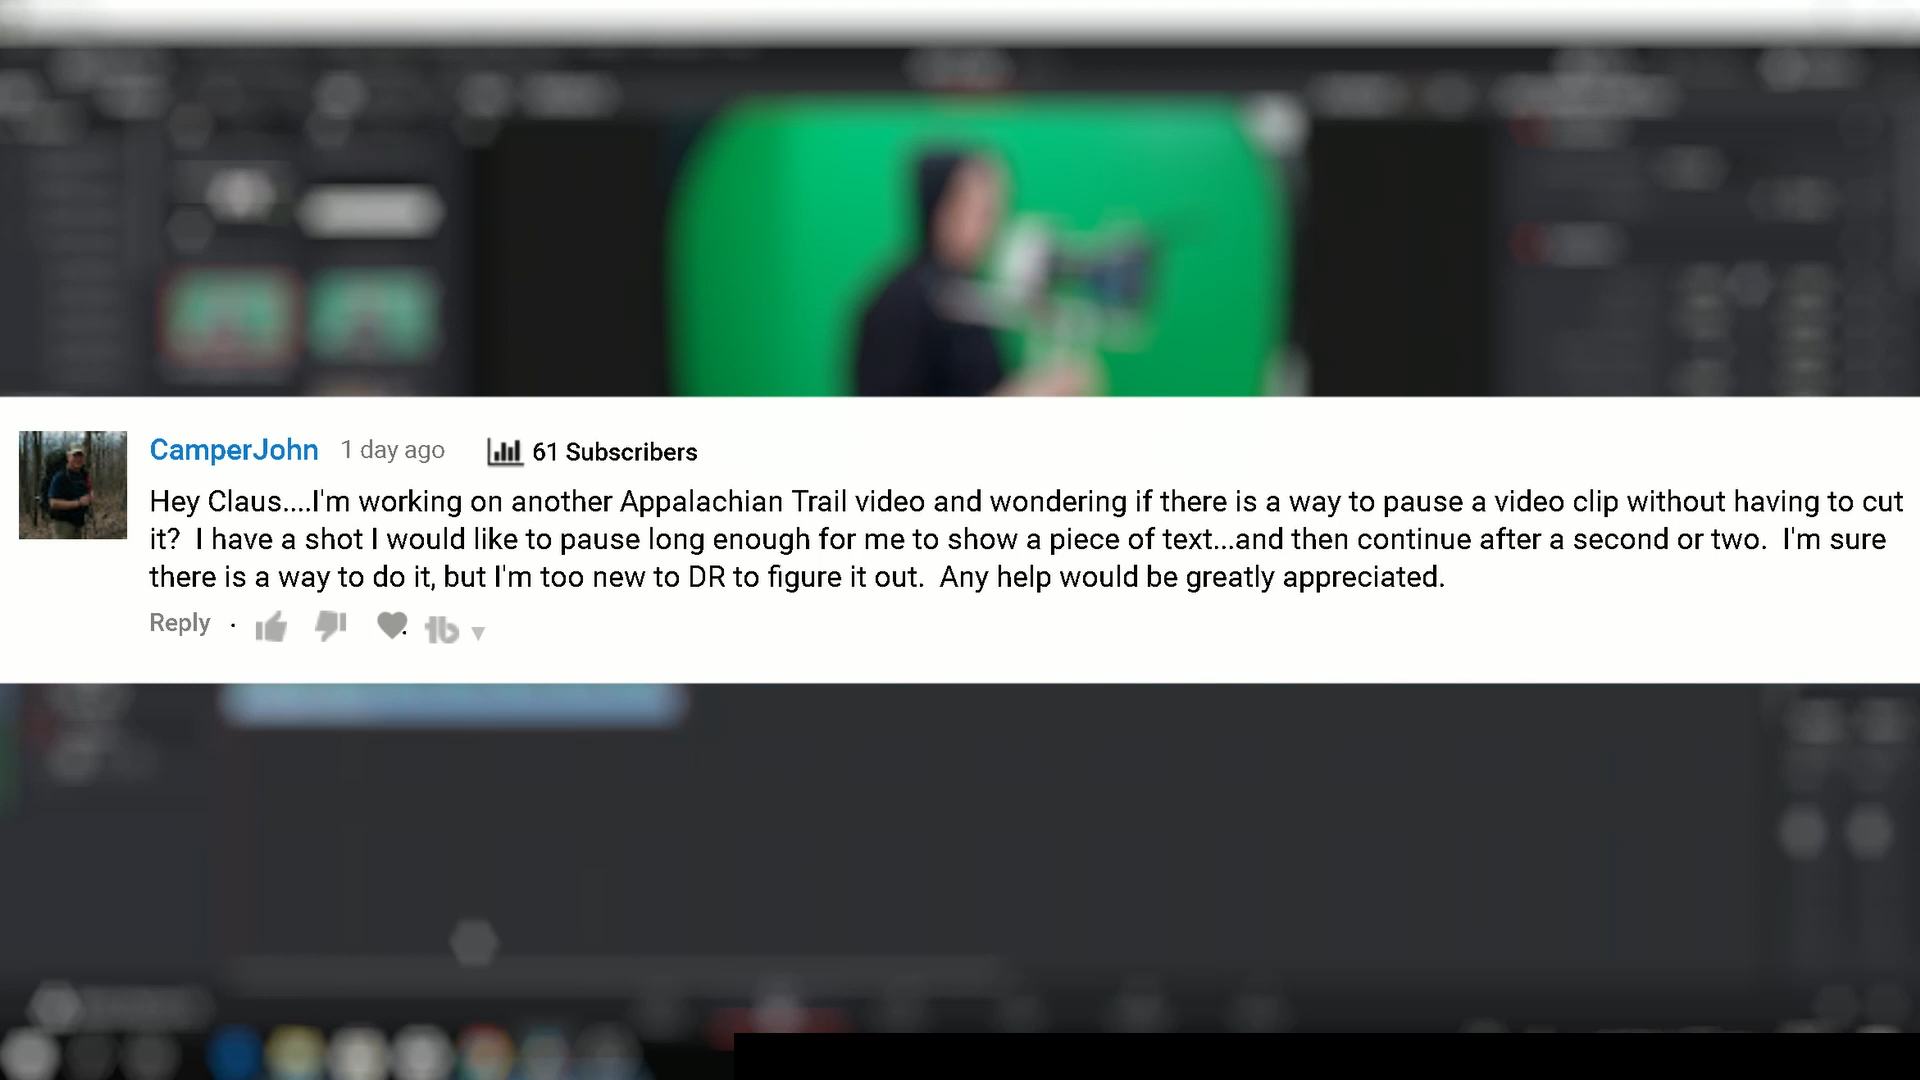 CamperJohn 1 day ago 61 Subscribers
Hey Claus....I'm working on another Appalachian Trail video and wondering if there is a way to pause a video clip without having to cut
it?  I have a shot I would like to pause long enough for me to show a piece of text...and then continue after a second or two.  I'm sure
there is a way to do it, but I'm too new to DR to figure it out.  Any help would be greatly appreciated.
Reply ·